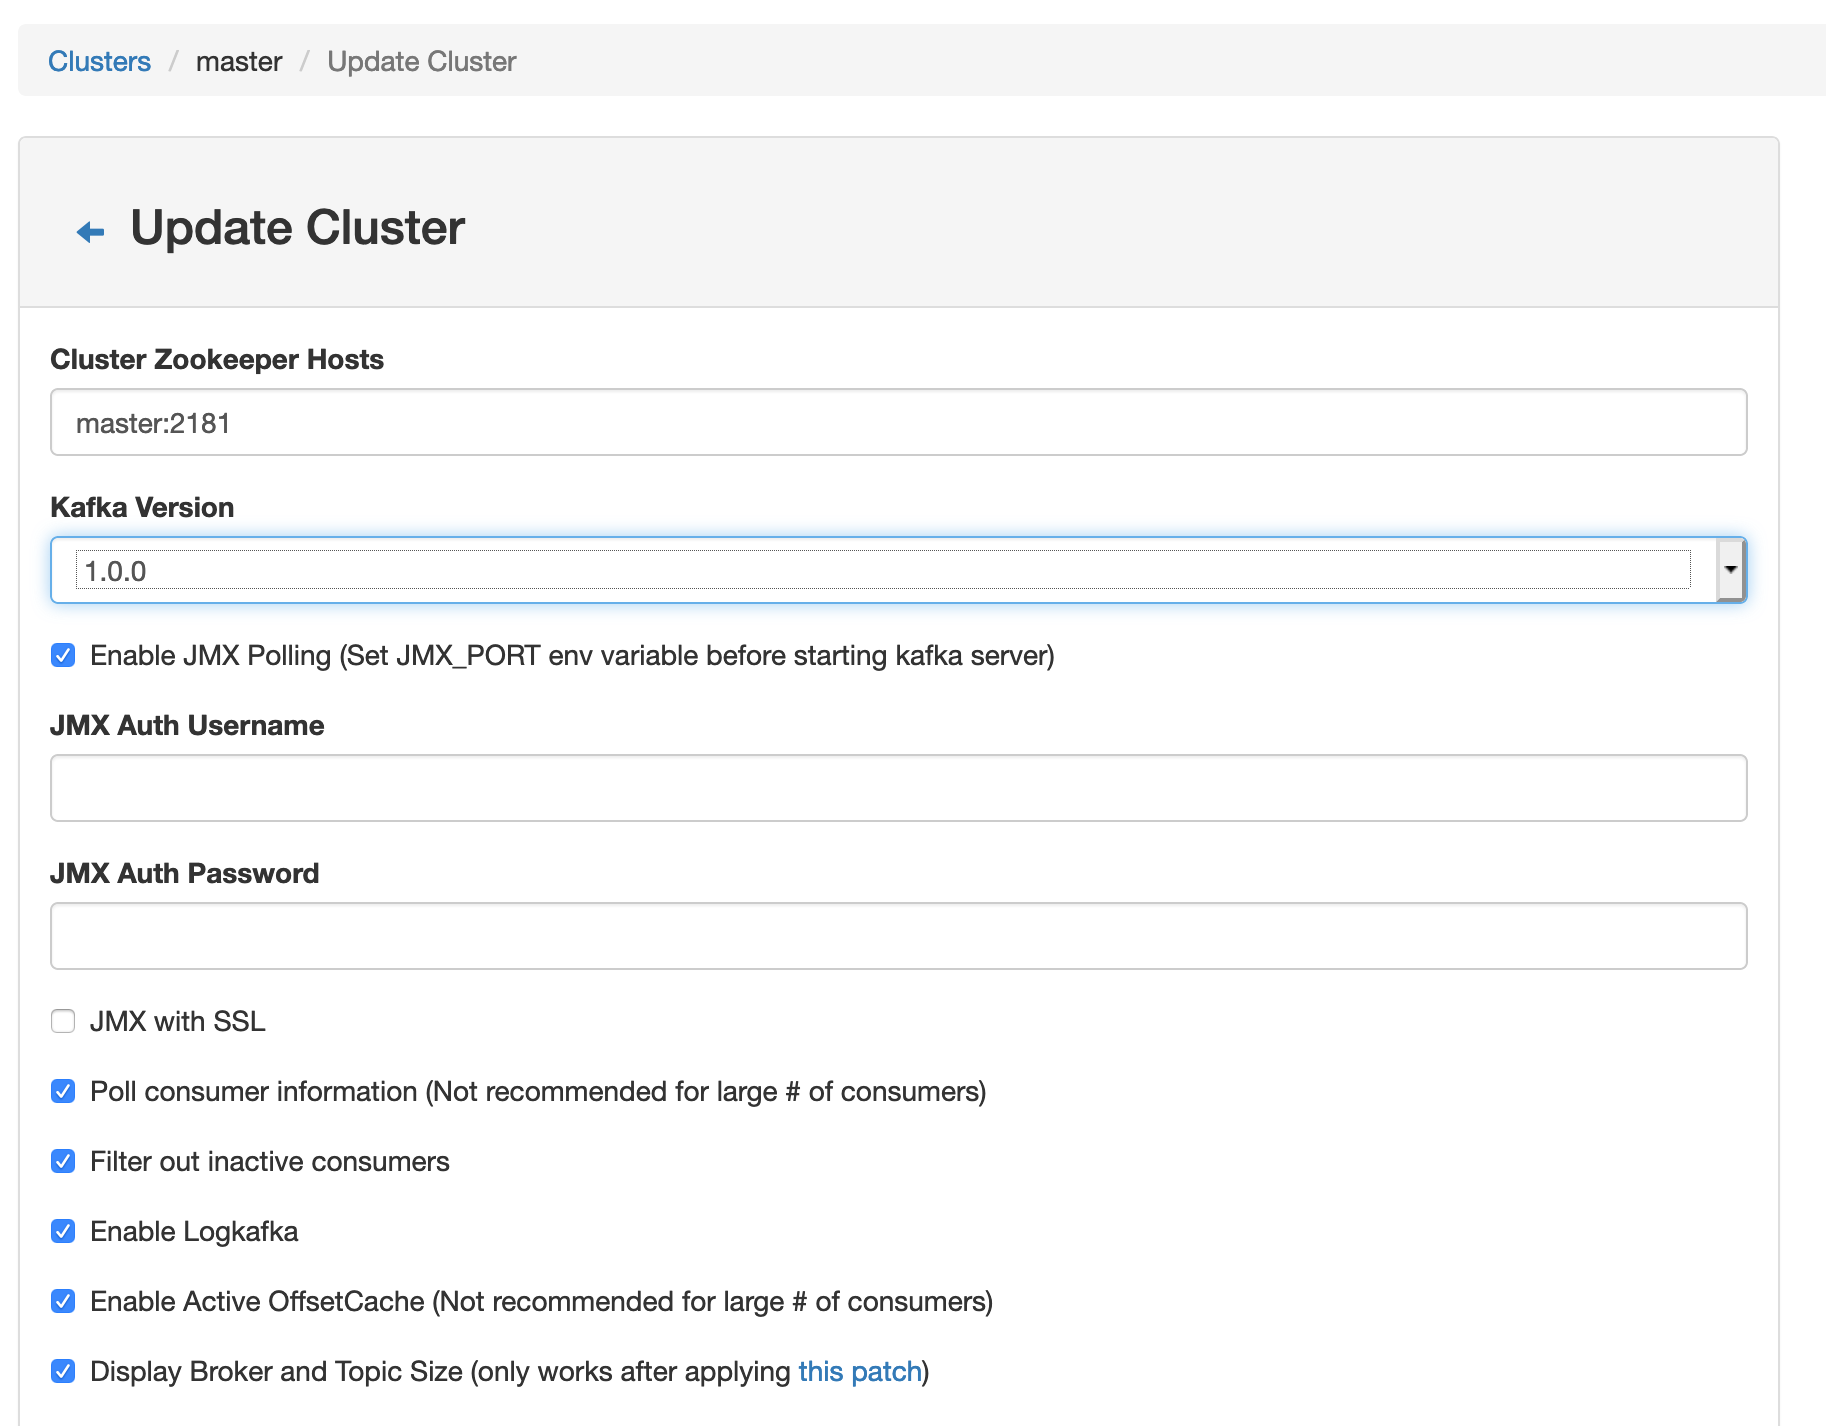 Clusters / master / Update Cluster
Update Cluster
Cluster Zookeeper Hosts
master:2181
Kafka Version
1.0.0
Enable JMX Polling (Set JMX_PORT env variable before starting kafka server)
JMX Auth Username
JMX Auth Password
JMX with SSL
Poll consumer information (Not recommended for large # of consumers)
Filter out inactive consumers
Enable Logkafka
Enable Active OffsetCache (Not recommended for large # of consumers)
Display Broker and Topic Size (only works after applying this patch)